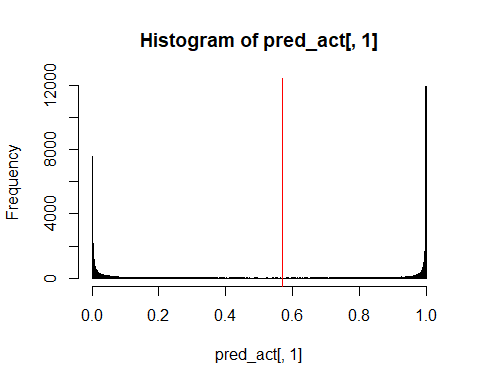 Histogram of pred_act[, 1]
Frequency
12000
8000
4000
0
0.0 0.2 0.4 0.6 0.8 1.0
pred_act[, 1]